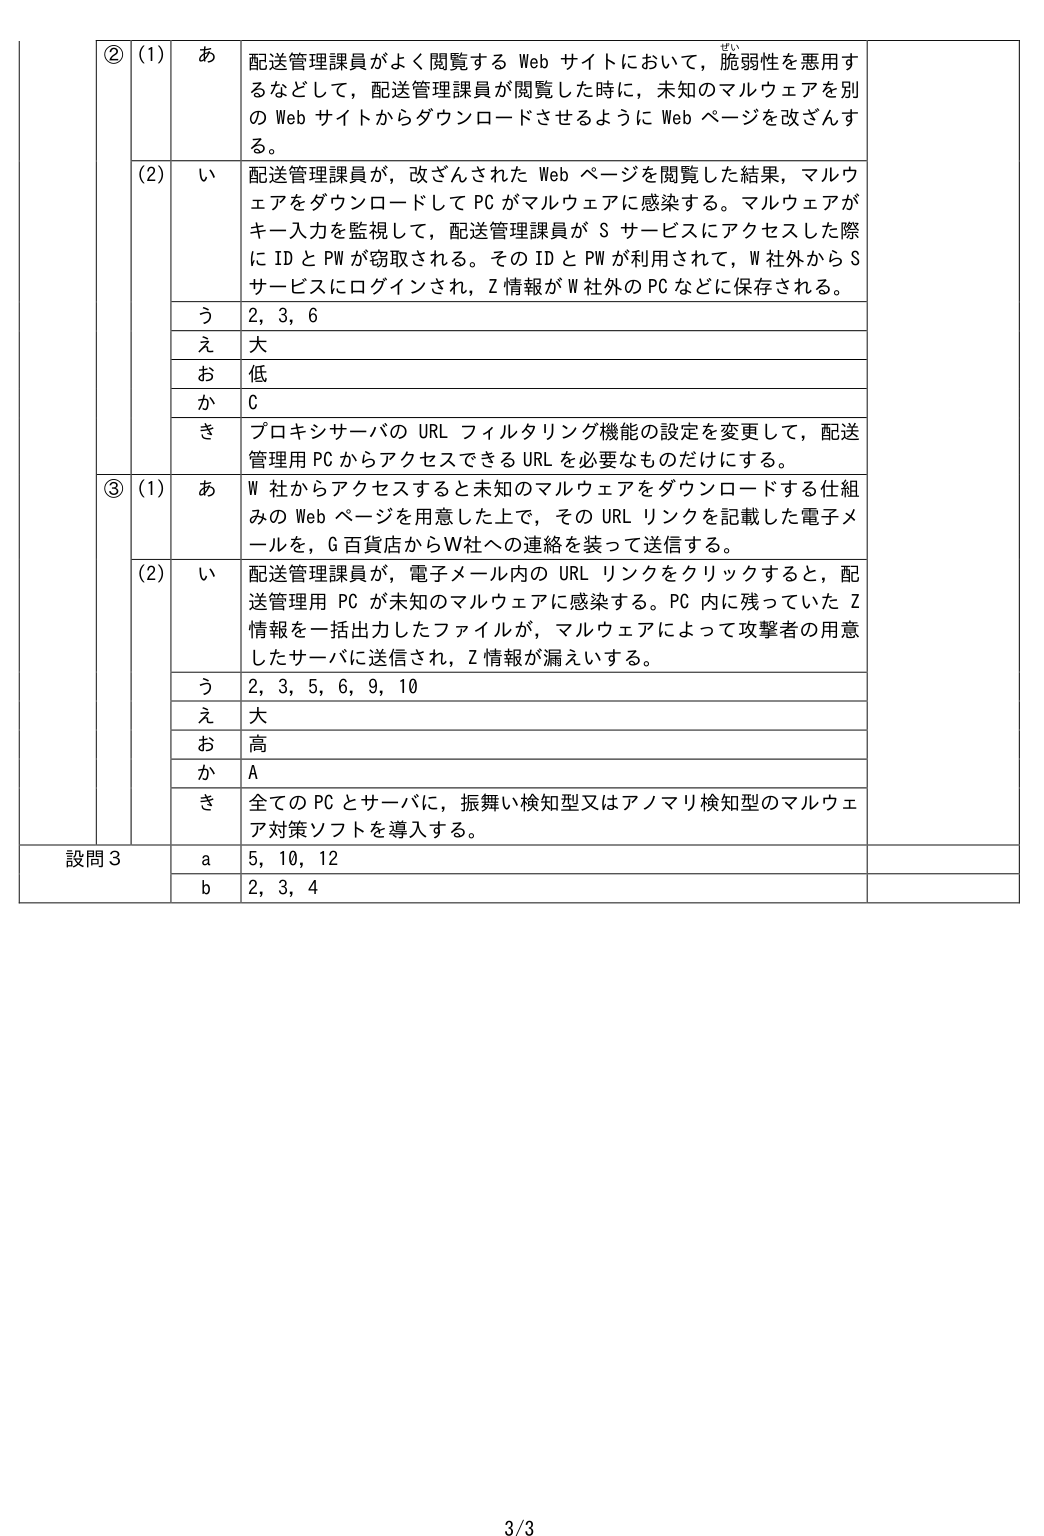 ② (1) あ 配送管理課員がよく閲覧する Web サイトにおいて，脆弱性を悪用す
ぜい
るなどして，配送管理課員が閲覧した時に，未知のマルウェアを別
の Web サイトからダウンロードさせるように Web ページを改ざんす
る。
(2) い 配送管理課員が，改ざんされた Web ページを閲覧した結果，マルウ
ェアをダウンロードして PC がマルウェアに感染する。マルウェアが
キー入力を監視して，配送管理課員が S サービスにアクセスした際
に ID と PW が窃取される。その ID と PW が利用されて，W 社外から S
サービスにログインされ，Z 情報が W 社外の PC などに保存される。
う 2, 3, 6
え 大
お 低
か C
き プロキシサーバの URL フィルタリング機能の設定を変更して，配送
管理用 PC からアクセスできる URL を必要なものだけにする。
③ (1) あ W 社からアクセスすると未知のマルウェアをダウンロードする仕組
みの Web ページを用意した上で，その URL リンクを記載した電子メ
ールを，G 百貨店からＷ社への連絡を装って送信する。
(2) い 配送管理課員が，電子メール内の URL リンクをクリックすると，配
送管理用 PC が未知のマルウェアに感染する。PC 内に残っていた Z
情報を一括出力したファイルが，マルウェアによって攻撃者の用意
したサーバに送信され，Z 情報が漏えいする。
う 2, 3, 5, 6, 9, 10
え 大
お 高
か A
き 全ての PC とサーバに，振舞い検知型又はアノマリ検知型のマルウェ
ア対策ソフトを導入する。
設問３ a 5, 10, 12
b 2, 3, 4
3/3